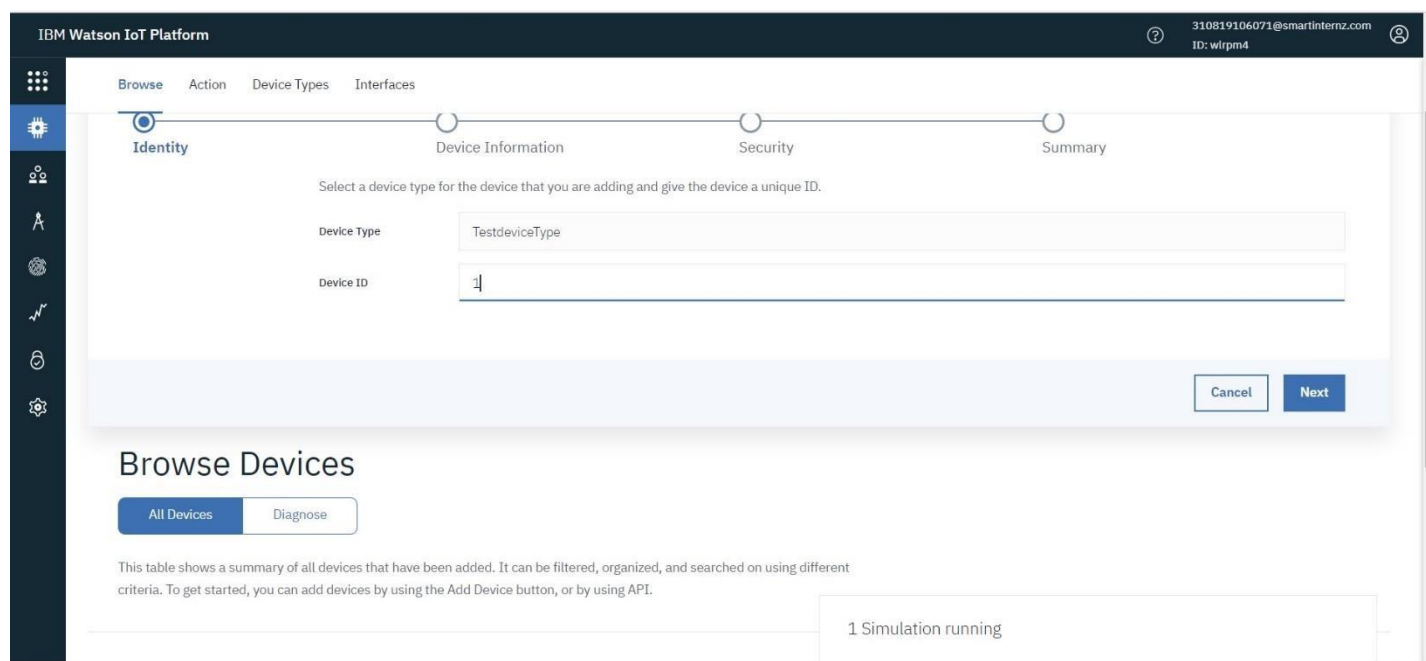 IBM Watson IoT Platform
310819106071@smartinternz.com
ID: wlrpm4
Browse Action Device Types Interfaces
Identity Device Information Security Summary
Select a device type for the device that you are adding and give the device a unique ID.
Device Type TestdeviceType
Device ID 1
Cancel Next
Browse Devices
All Devices Diagnose
This table shows a summary of all devices that have been added. It can be filtered, organized, and searched on using different
criteria. To get started, you can add devices by using the Add Device button, or by using API.
1 Simulation running